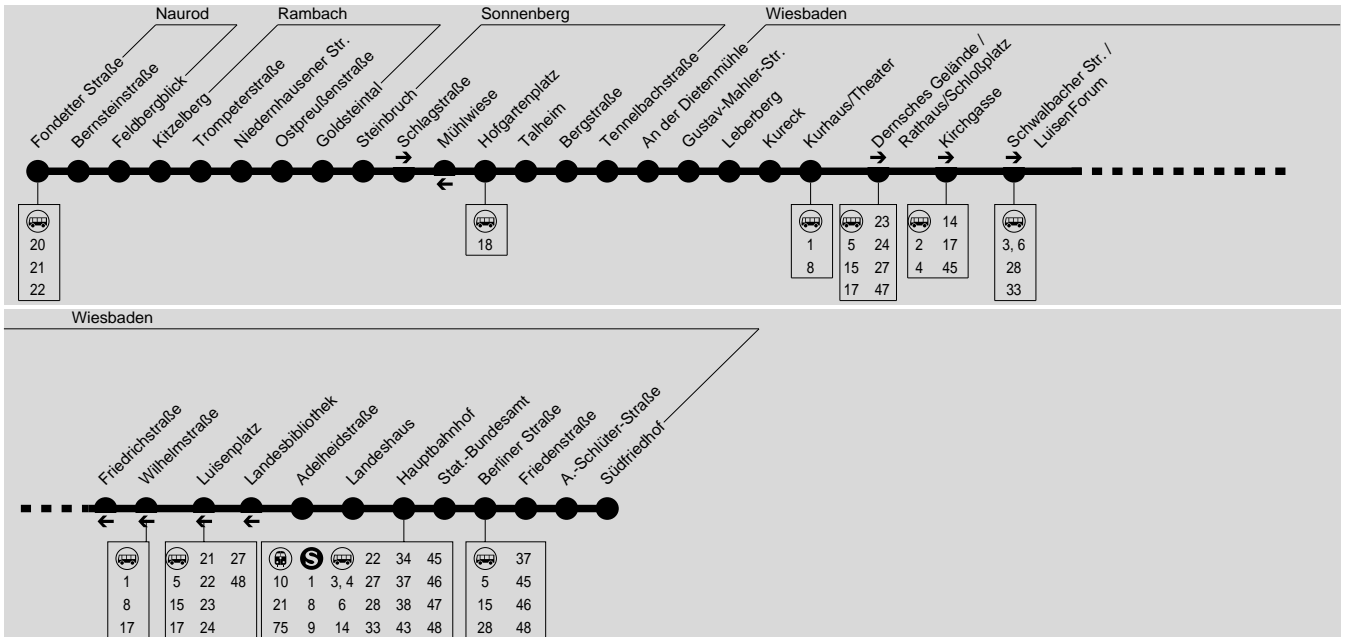 Naurod Rambach Sonnenberg Wiesbaden
Fondetter Straße
Bernsteinstraße
Feldbergblick
Kitzelberg
Trompeterstraße
Niedernhausener Str.
Ostpreußenstraße
Goldsteintal
Steinbruch
Schlagstraße
Mühlwiese
Hofgartenplatz
Talheim
Bergstraße
Tennelbachstraße
An der Dietenmühle
Gustav-Mahler-Str.
Leberberg
Kureck
Kurhaus/Theater
Dernsches Gelände /
Rathaus/Schloßplatz
Kirchgasse
Schwalbacher Str. /
LuisenForum
20
21
22
18
1
8
23
5 24
15 27
17 47
14
2 17
4 45
3, 6
28
33
Wiesbaden
Friedrichstraße
Wilhelmstraße
Luisenplatz
Landesbibliothek
Adelheidstraße
Landeshaus
Hauptbahnhof
Stat.-Bundesamt
Berliner Straße
Friedenstraße
A.-Schlüter-Straße
Südfriedhof
1
8
17
21 27
5 22 48
15 23
17 24
S 22 34 45
10 1 3, 4 27 37 46
21 8 6 28 38 47
75 9 14 33 43 48
37
5 45
15 46
28 48